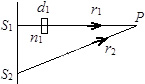 d₁
S₁ r₁ P
n₁
r₂
S₂